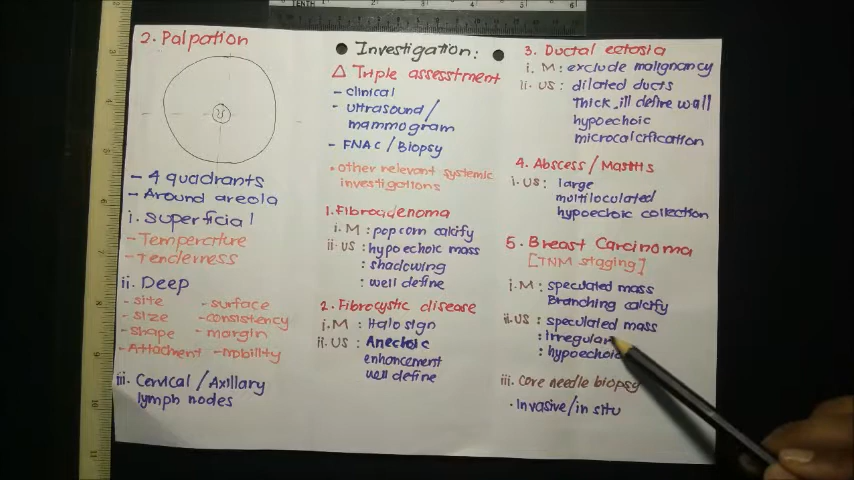 2. Palpation
- 4 quadrants
- Around areola
i. Superficial
- Temperature
- Tenderness
ii. Deep
- site - surface
- size - consistency
- shape - margin
- Attachent - mobility
iii. Cervical / Axillary
lymph nodes
Investigation:
Δ Triple assesstment
- clinical
- ultrasound /
mammogram
- FNAC / Biopsy
• other relevant systemic
investigations
1. Fibroadenoma
i. M : popcorn calcify
ii. US : hypoechoic mass
: shadowing
: well define
2. Fibrocystic disease
i. M : Halo sign
ii. US : Anechoic
enhancement
well define
3. Ductal ectasia
i. M : exclude malignancy
ii. US : dilated ducts
Thick, ill define wall
hypoechoic
microcalcification
4. Abscess / Mastitis
i. US : large
multiloculated
hypoechoic collection
5. Breast Carcinoma
[TNM staging]
i. M : speculated mass
Branching calcify
ii. US : speculated mass
: Irregular
: hypoechoic
iii. Core needle biopsy
• Invasive / in situ
TENTH